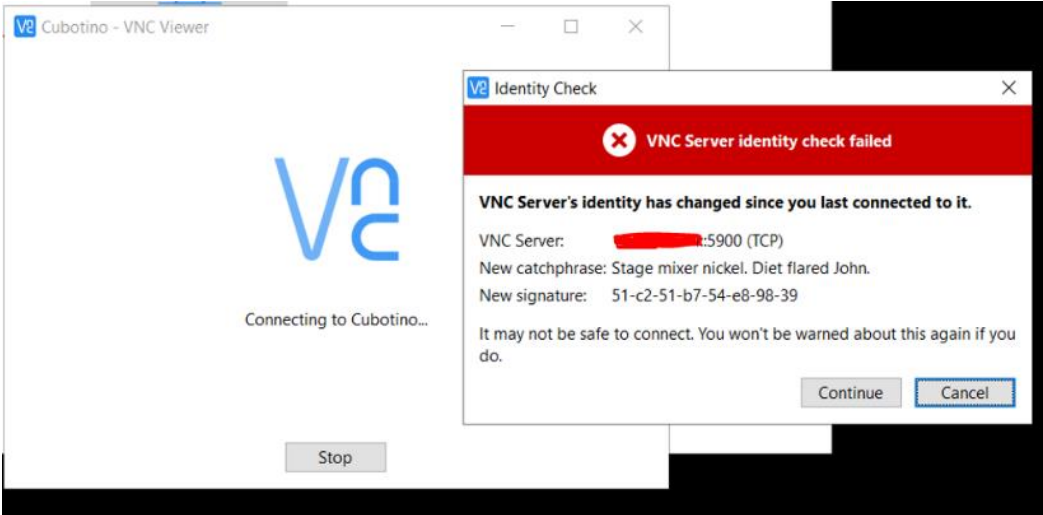 Cubotino - VNC Viewer
Identity Check
VNC Server identity check failed
VNC Server's identity has changed since you last connected to it.
VNC Server: :5900 (TCP)
New catchphrase: Stage mixer nickel. Diet flared John.
New signature: 51-c2-51-b7-54-e8-98-39
It may not be safe to connect. You won't be warned about this again if you
do.
Continue
Cancel
Connecting to Cubotino...
Stop